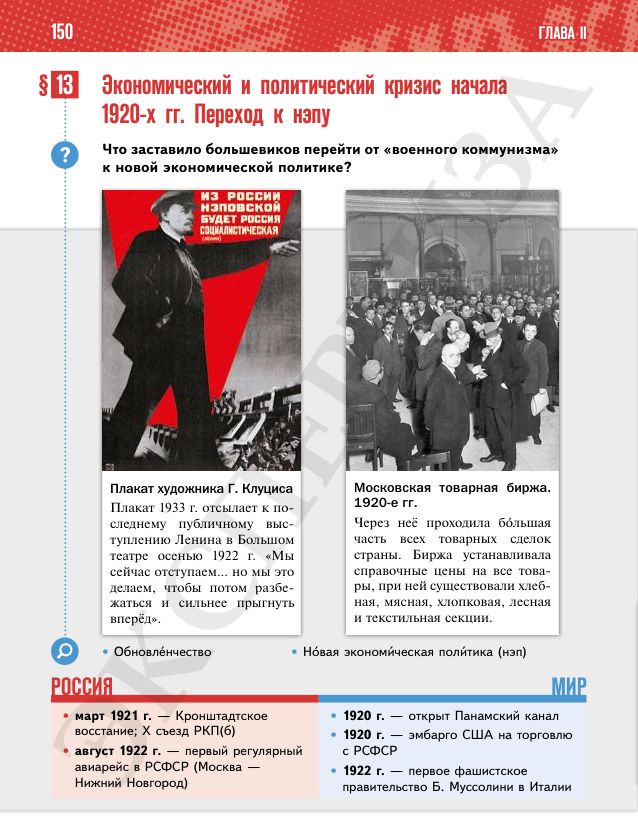 150
ГЛАВА II
§ 13
Экономический и политический кризис начала
1920-х гг. Переход к нэпу
?
Что заставило большевиков перейти от «военного коммунизма»
к новой экономической политике?
ИЗ РОССИИ
НЭПОВСКОЙ
БУДЕТ РОССИЯ
СОЦИАЛИСТИЧЕСКАЯ
(ЛЕНИН)
Плакат художника Г. Клуциса
Плакат 1933 г. отсылает к по-
следнему публичному выс-
туплению Ленина в Большом
театре осенью 1922 г. «Мы
сейчас отступаем... но мы это
делаем, чтобы потом разбе-
жаться и сильнее прыгнуть
вперёд».
Московская товарная биржа.
1920-е гг.
Через неё проходила бо́льшая
часть всех товарных сделок
страны. Биржа устанавливала
справочные цены на все това-
ры, при ней существовали хлеб-
ная, мясная, хлопковая, лесная
и текстильная секции.
• Обновле́нчество
• Но́вая экономи́ческая поли́тика (нэп)
РОССИЯ
• март 1921 г. — Кронштадтское
восстание; X съезд РКП(б)
• август 1922 г. — первый регулярный
авиарейс в РСФСР (Москва —
Нижний Новгород)
МИР
• 1920 г. — открыт Панамский канал
• 1920 г. — эмбарго США на торговлю
с РСФСР
• 1922 г. — первое фашистское
правительство Б. Муссолини в Италии
ЭКСПЕРТИЗА